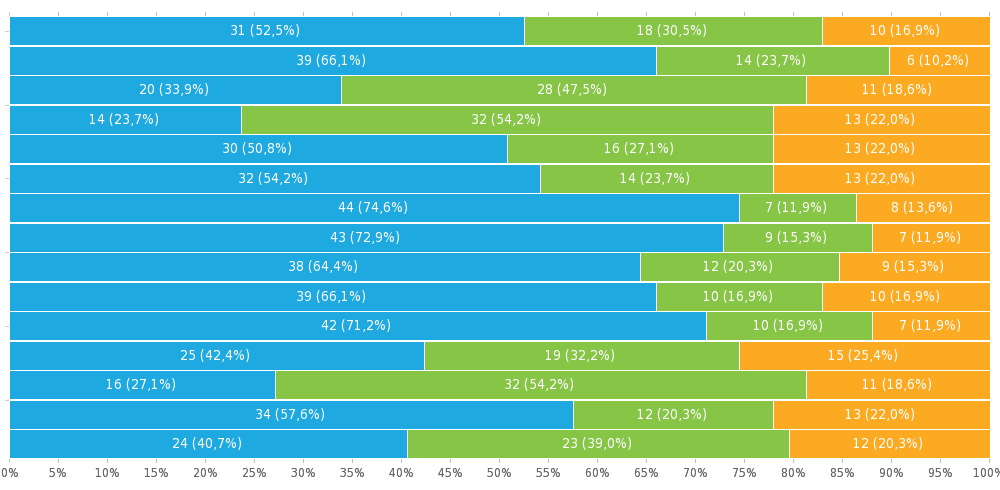 31 (52,5%) 18 (30,5%) 10 (16,9%)
39 (66,1%) 14 (23,7%) 6 (10,2%)
20 (33,9%) 28 (47,5%) 11 (18,6%)
14 (23,7%) 32 (54,2%) 13 (22,0%)
30 (50,8%) 16 (27,1%) 13 (22,0%)
32 (54,2%) 14 (23,7%) 13 (22,0%)
44 (74,6%) 7 (11,9%) 8 (13,6%)
43 (72,9%) 9 (15,3%) 7 (11,9%)
38 (64,4%) 12 (20,3%) 9 (15,3%)
39 (66,1%) 10 (16,9%) 10 (16,9%)
42 (71,2%) 10 (16,9%) 7 (11,9%)
25 (42,4%) 19 (32,2%) 15 (25,4%)
16 (27,1%) 32 (54,2%) 11 (18,6%)
34 (57,6%) 12 (20,3%) 13 (22,0%)
24 (40,7%) 23 (39,0%) 12 (20,3%)
0% 5% 10% 15% 20% 25% 30% 35% 40% 45% 50% 55% 60% 65% 70% 75% 80% 85% 90% 95% 100%